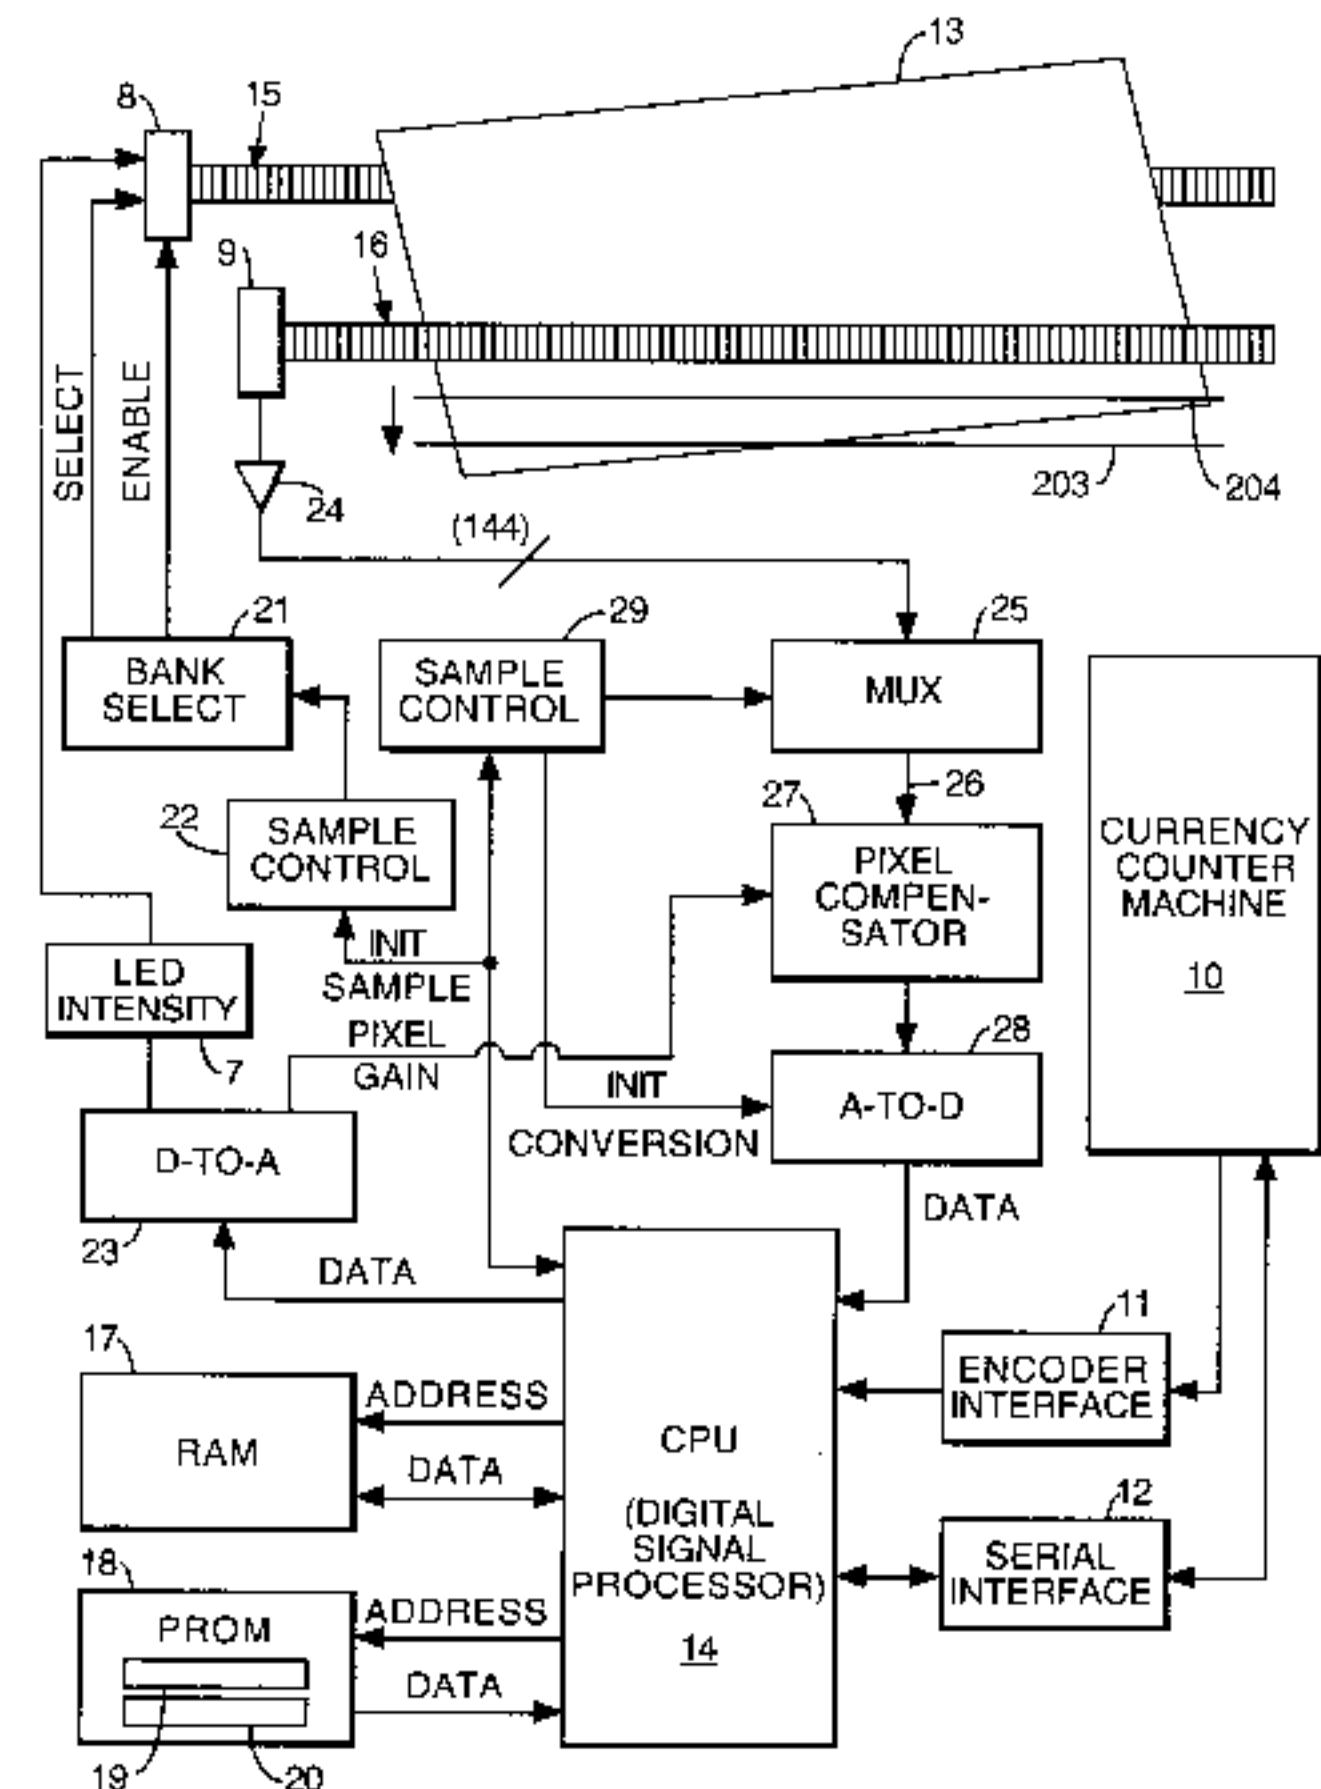 13
8
15
9
16
SELECT
ENABLE
203
204
24
(144)
21
29
25
BANK
SELECT
SAMPLE
CONTROL
MUX
22
SAMPLE
CONTROL
26
27
PIXEL
COMPEN-
SATOR
CURRENCY
COUNTER
MACHINE
10
INIT
SAMPLE
LED
INTENSITY
7
PIXEL
GAIN
28
INIT
CONVERSION
A-TO-D
D-TO-A
23
DATA
DATA
17
RAM
ADDRESS
DATA
CPU
(DIGITAL
SIGNAL
PROCESSOR)
14
11
ENCODER
INTERFACE
12
SERIAL
INTERFACE
18
PROM
ADDRESS
DATA
19
20